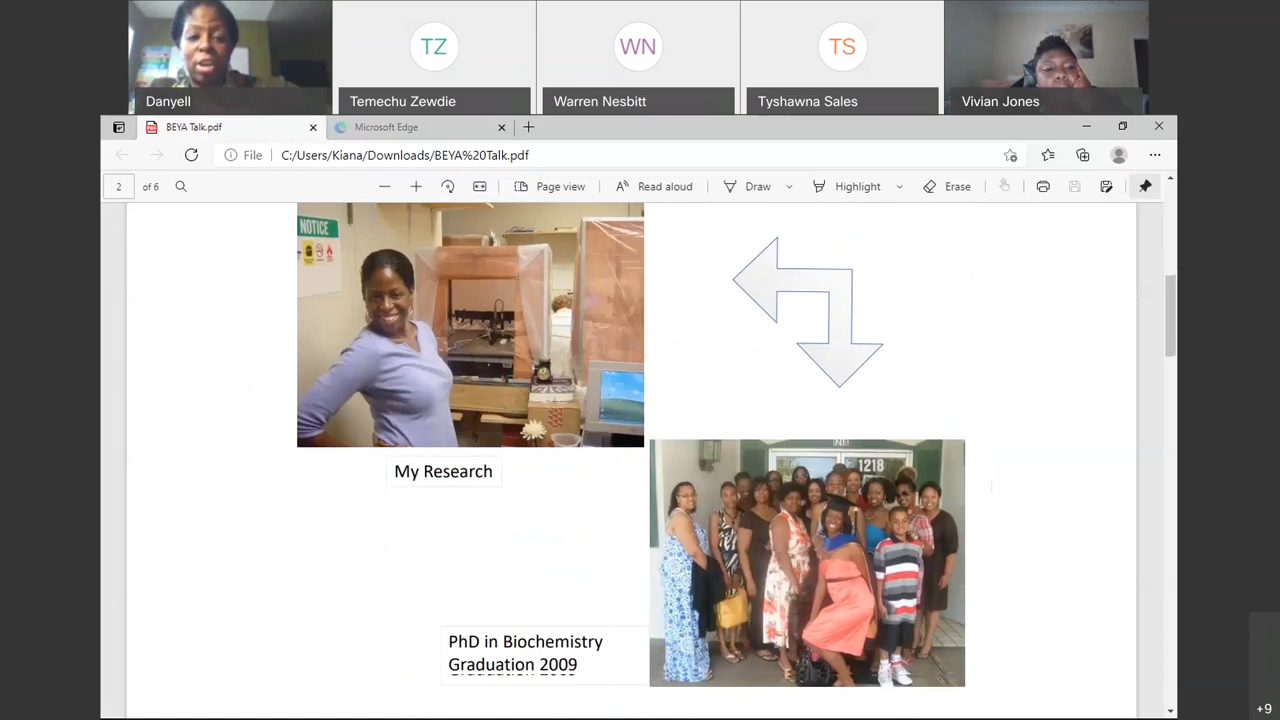 TZ
WN
TS
Danyell
Temechu Zewdie
Warren Nesbitt
Tyshawna Sales
Vivian Jones
BEYA Talk.pdf
Microsoft Edge
File
C:/Users/Kiana/Downloads/BEYA%20Talk.pdf
2
of 6
Page view
Read aloud
Draw
Highlight
Erase
NOTICE
My Research
1218
1218
PhD in Biochemistry
Graduation 2009
+9